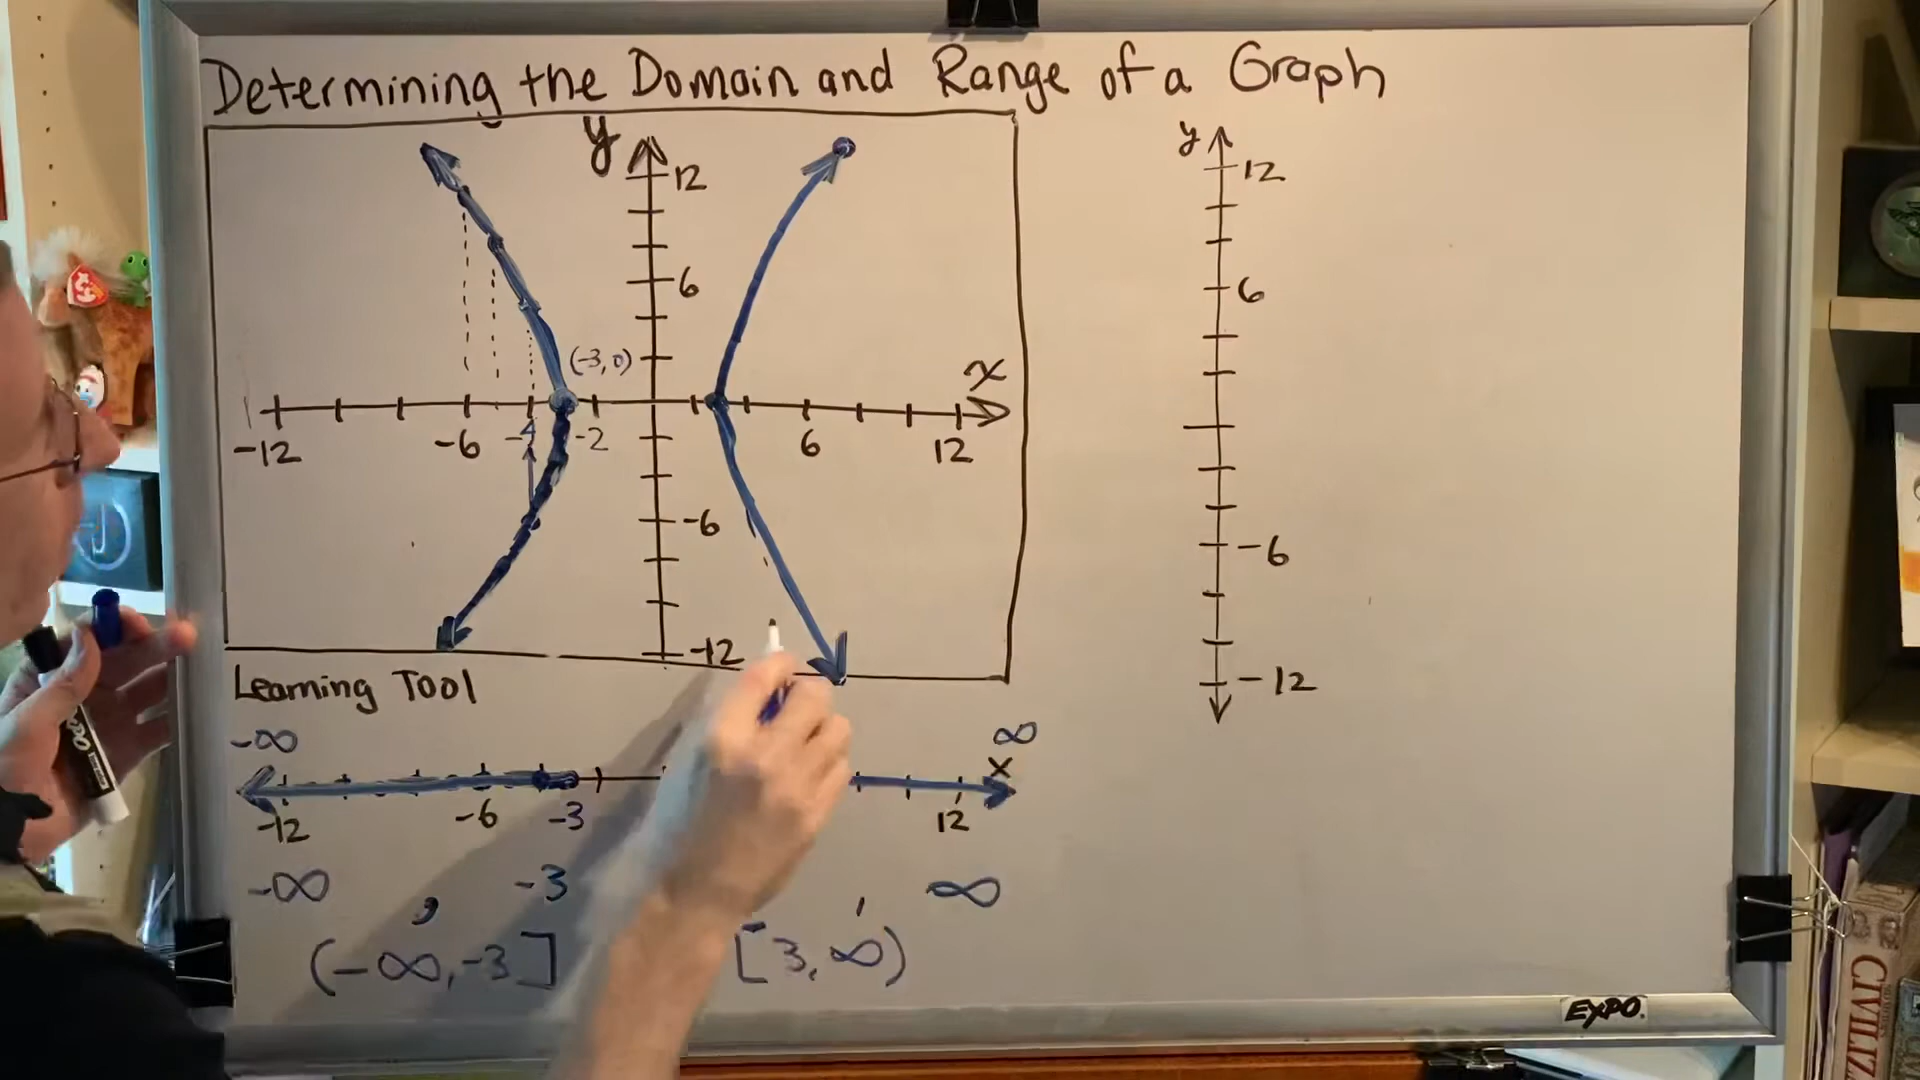 Determining the Domain and Range of a Graph
y
12
6
(-3,0)
x
-12 -6 -4 -2 6 12
-6
-12
y
12
6
-6
-12
Learning Tool
-∞ ∞
x
-12 -6 -3 12
-∞ , -3 , ∞
(-∞,-3] [3,∞)
EXPO.
CIVILIZ